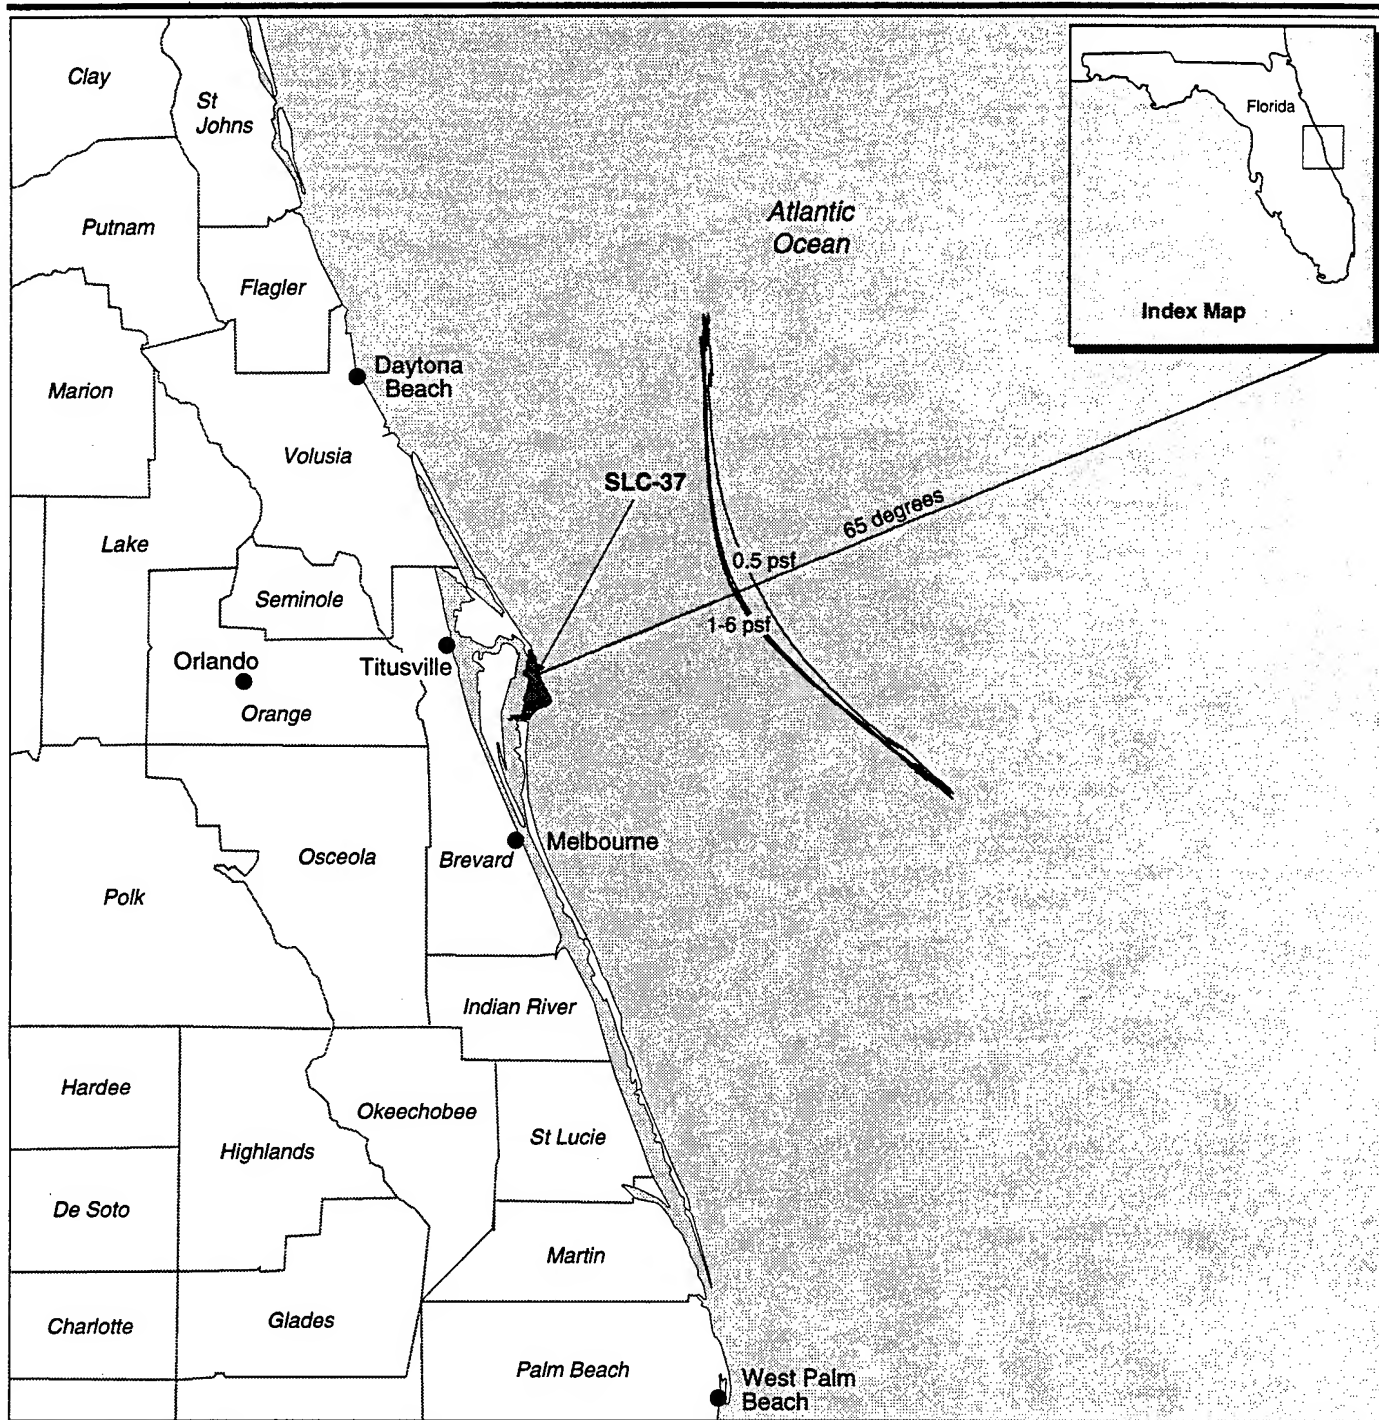 Clay
St
Johns
Florida
Putnam
Atlantic
Ocean
Flagler
Index Map
Daytona
Beach
Marion
Volusia
SLC-37
65 degrees
Lake
0.5 psf
Seminole
1-6 psf
Orlando
Titusville
Orange
Melbourne
Osceola
Brevard
Polk
Indian River
Hardee
Okeechobee
St Lucie
Highlands
De Soto
Martin
Glades
Charlotte
Palm Beach
West Palm
Beach